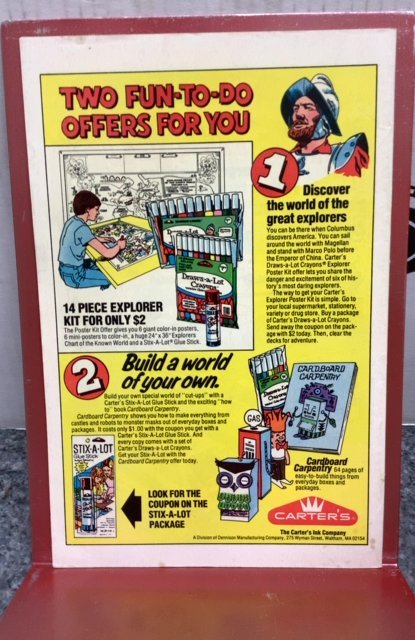 TWO FUN-TO-DO
OFFERS FOR YOU
1
Discover
the world of the
great explorers
You can be there when Columbus
discovers America. You can sail
around the world with Magellan
and stand with Marco Polo before
the Emperor of China. Carter's
Draws-a-Lot Crayons® Explorer
Poster Kit offer lets you share the
danger and excitement of six of his-
tory's most daring explorers.
The way to get your Carter's
Explorer Poster Kit is simple. Go to
your local supermarket, stationery,
variety or drug store. Buy a package
of Carter's Draws-a-Lot Crayons.
Send away the coupon on the pack-
age with $2 today. Then, clear the
decks for adventure.
Draws-a-Lot
Crayons
14 PIECE EXPLORER
KIT FOR ONLY $2
The Poster Kit Offer gives you 6 giant color-in posters,
6 mini-posters to color-in, a huge 24" x 36" Explorers
Chart of the Known World and a Stix-A-Lot® Glue Stick.
2
Build a world
of your own.
Build your own special world of "cut-ups" with a
Carter's Stix-A-Lot Glue Stick and the exciting "how
to" book Cardboard Carpentry.
Cardboard Carpentry shows you how to make everything from
castles and robots to monster masks out of everyday boxes and
packages. It costs only $1.00 with the coupon you get with a
Carter's Stix-A-Lot Glue Stick. And
every copy comes with a set of
Carter's Draws-a-Lot Crayons.
Get your Stix-A-Lot with the
Cardboard Carpentry offer today.
STIX-A-LOT
Glue Stick
LOOK FOR THE
COUPON ON THE
STIX-A-LOT
PACKAGE
GAS
CARDBOARD
CARPENTRY
Cardboard
Carpentry 64 pages of
easy-to-build things from
everyday boxes and
packages.
CARTER'S
The Carter's Ink Company
A Division of Dennison Manufacturing Company, 275 Wyman Street, Waltham, MA 02154